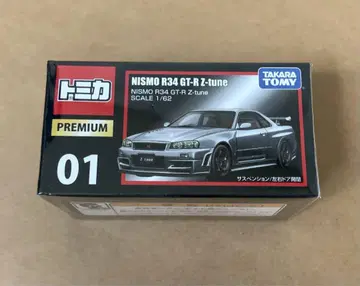 トミカ
PREMIUM
01
NISMO R34 GT-R Z-tune
NISMO R34 GT-R Z-tune
SCALE 1/62
TAKARA
TOMY
サスペンション/左右ドア開閉